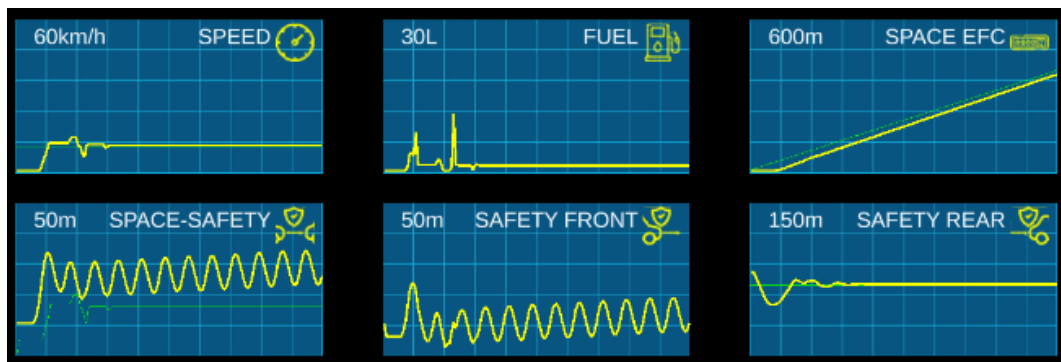 60km/h SPEED
30L FUEL
600m SPACE EFC
50m SPACE-SAFETY
50m SAFETY FRONT
150m SAFETY REAR